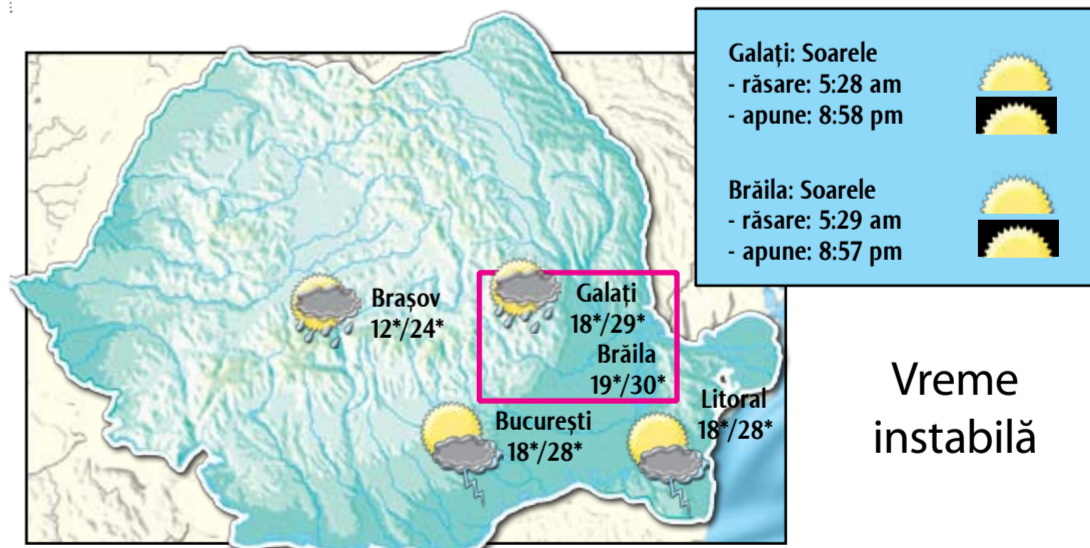 Galați: Soarele
- răsare: 5:28 am
- apune: 8:58 pm
Brăila: Soarele
- răsare: 5:29 am
- apune: 8:57 pm
Brașov
12*/24*
Galați
18*/29*
Brăila
19*/30*
Litoral
18*/28*
București
18*/28*
Vreme
instabilă